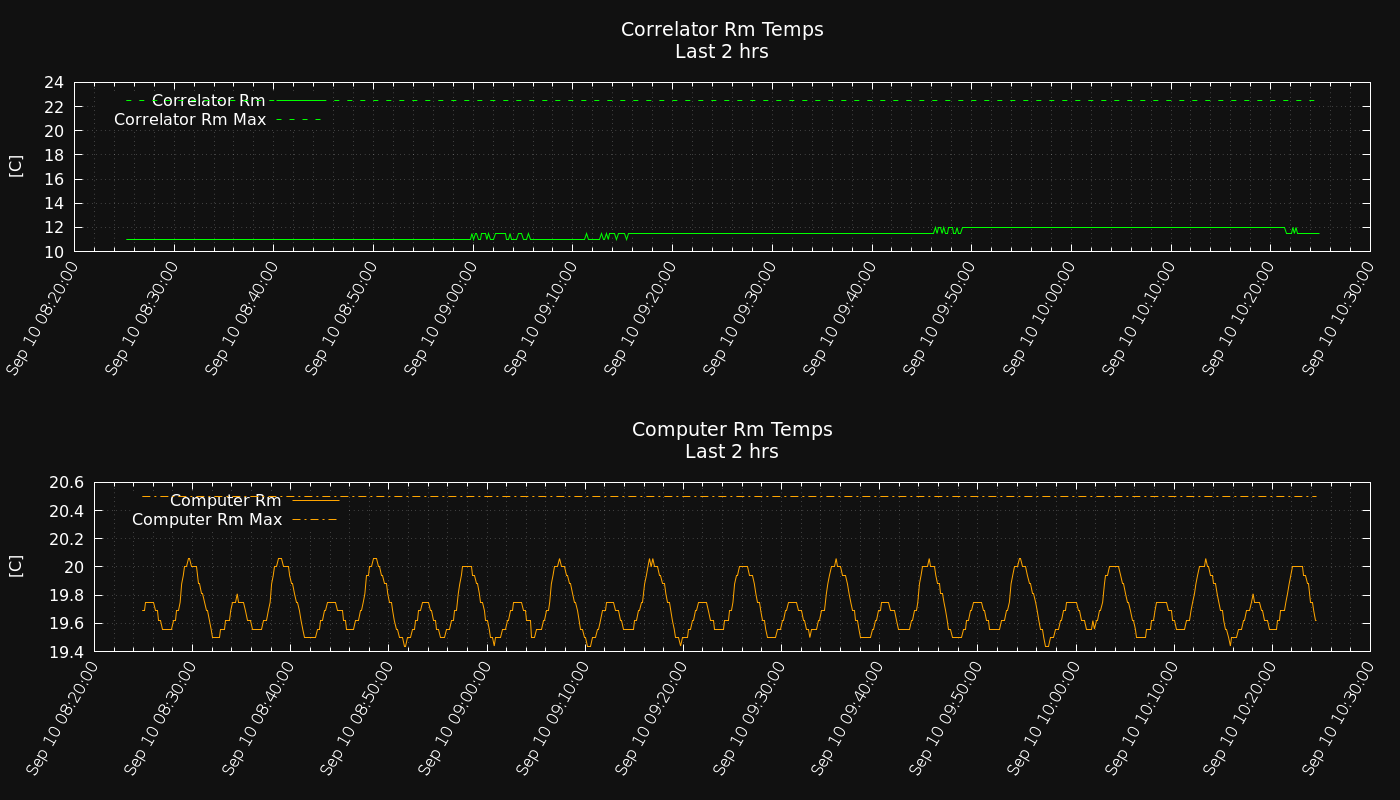 Correlator Rm Temps
Last 2 hrs
24
22
20
18
16
14
12
10
[C]
Correlator Rm
Correlator Rm Max
Sep 10 08:20:00
Sep 10 08:30:00
Sep 10 08:40:00
Sep 10 08:50:00
Sep 10 09:00:00
Sep 10 09:10:00
Sep 10 09:20:00
Sep 10 09:30:00
Sep 10 09:40:00
Sep 10 09:50:00
Sep 10 10:00:00
Sep 10 10:10:00
Sep 10 10:20:00
Sep 10 10:30:00
Computer Rm Temps
Last 2 hrs
20.6
20.4
20.2
20
19.8
19.6
19.4
[C]
Computer Rm
Computer Rm Max
Sep 10 08:20:00
Sep 10 08:30:00
Sep 10 08:40:00
Sep 10 08:50:00
Sep 10 09:00:00
Sep 10 09:10:00
Sep 10 09:20:00
Sep 10 09:30:00
Sep 10 09:40:00
Sep 10 09:50:00
Sep 10 10:00:00
Sep 10 10:10:00
Sep 10 10:20:00
Sep 10 10:30:00